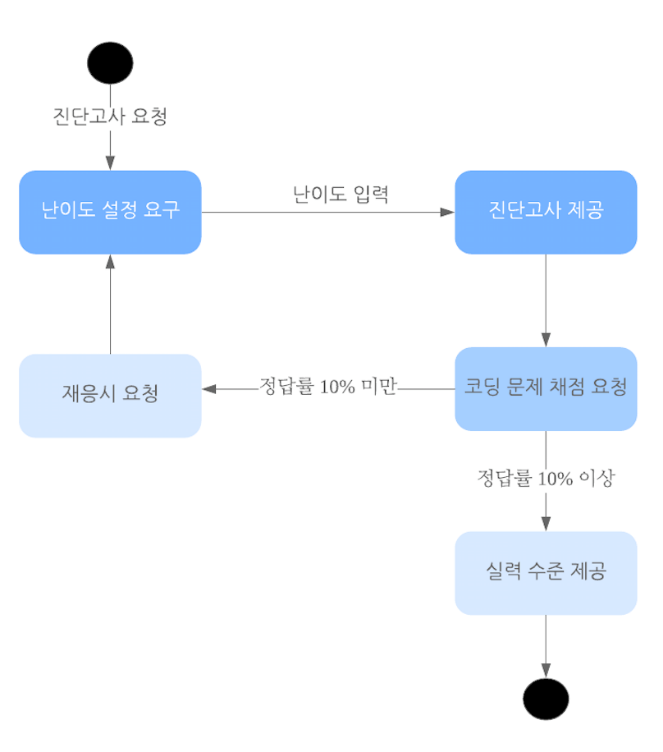 진단고사 요청
난이도 설정 요구
난이도 입력
진단고사 제공
재응시 요청
정답률 10% 미만
코딩 문제 채점 요청
정답률 10% 이상
실력 수준 제공